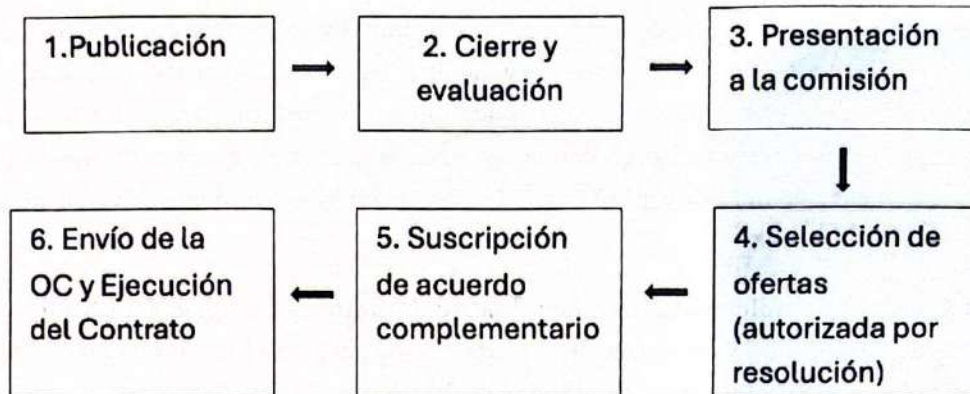 1.Publicación
2. Cierre y
evaluación
3. Presentación
a la comisión
4. Selección de
ofertas
(autorizada por
resolución)
5. Suscripción
de acuerdo
complementario
6. Envío de la
OC y Ejecución
del Contrato